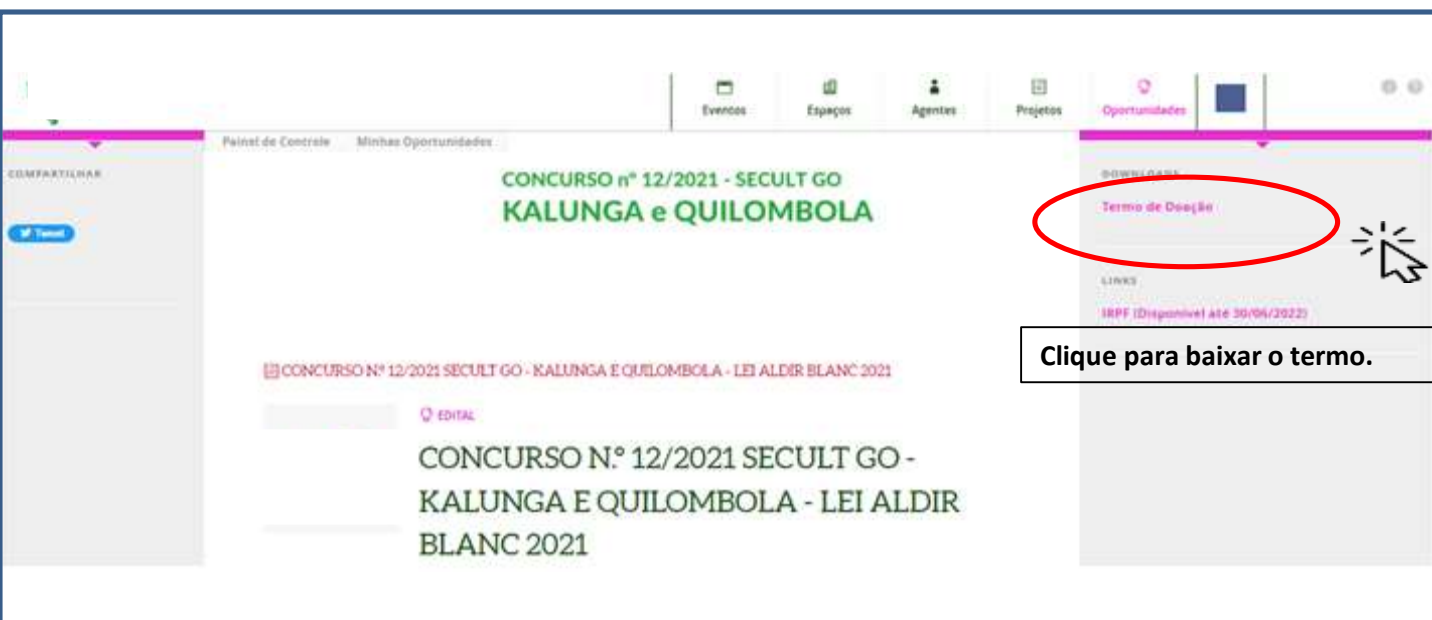 Eventos
Espaços
Agentes
Projetos
Oportunidades
Painel de Controle
Minhas Oportunidades
COMPARTILHAR
Tweet
CONCURSO nº 12/2021 - SECULT GO
KALUNGA e QUILOMBOLA
DOWNLOADS
Termo de Doação
LINKS
IRPF (Disponível até 30/06/2022)
Clique para baixar o termo.
CONCURSO N.º 12/2021 SECULT GO - KALUNGA E QUILOMBOLA - LEI ALDIR BLANC 2021
EDITAL
CONCURSO N.º 12/2021 SECULT GO -
KALUNGA E QUILOMBOLA - LEI ALDIR
BLANC 2021